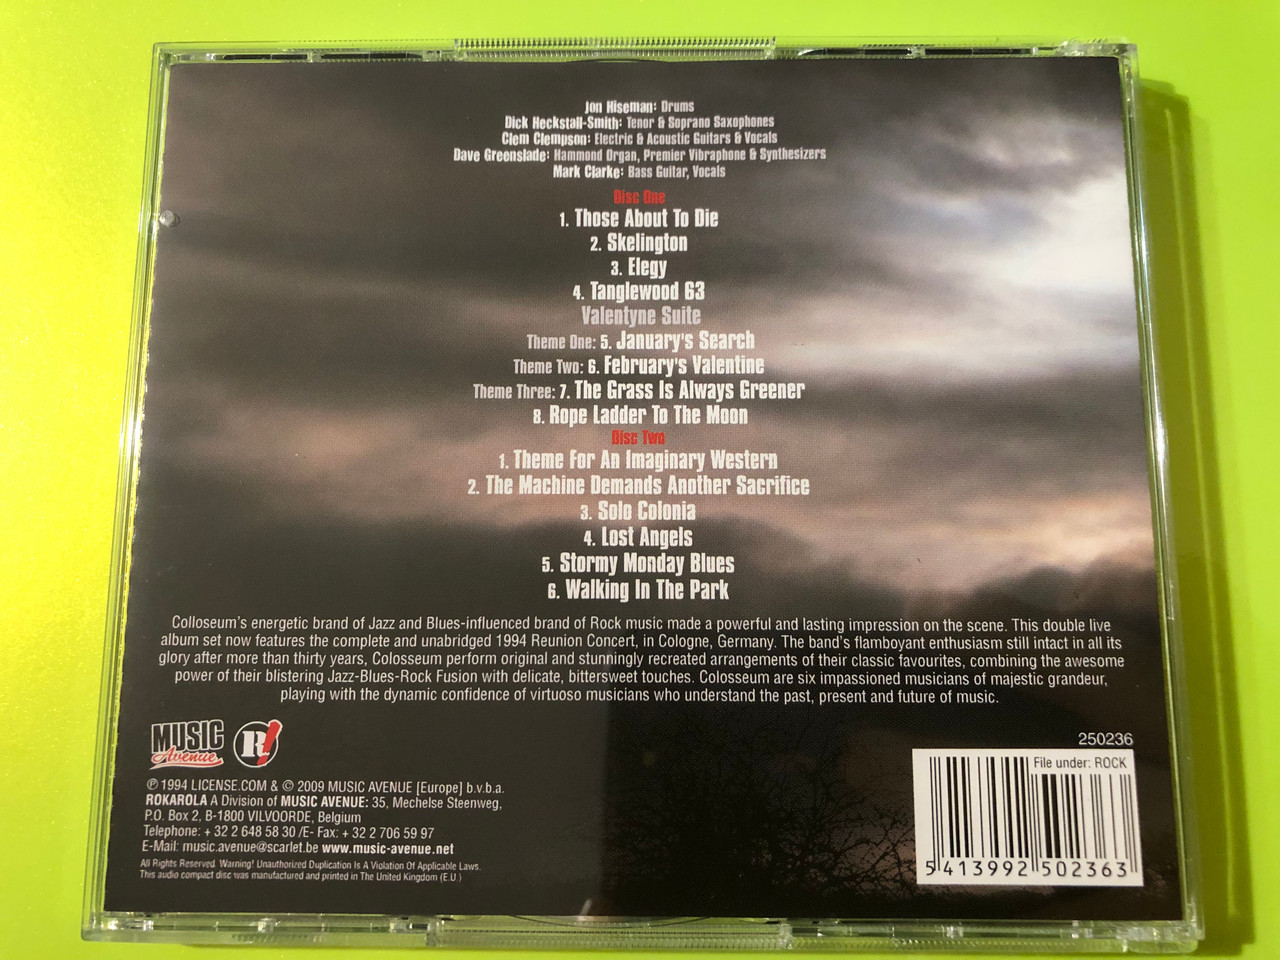 Jon Hiseman: Drums
Dick Heckstall-Smith: Tenor & Soprano Saxophones
Clem Clempson: Electric & Acoustic Guitars & Vocals
Dave Greenslade: Hammond Organ, Premier Vibraphone & Synthesizers
Mark Clarke: Bass Guitar, Vocals
Disc One
1. Those About To Die
2. Skelington
3. Elegy
4. Tanglewood 63
Valentyne Suite
Theme One: 5. January's Search
Theme Two: 6. February's Valentine
Theme Three: 7. The Grass Is Always Greener
8. Rope Ladder To The Moon
Disc Two
1. Theme For An Imaginary Western
2. The Machine Demands Another Sacrifice
3. Solo Colonia
4. Lost Angels
5. Stormy Monday Blues
6. Walking In The Park
Colloseum's energetic brand of Jazz and Blues-influenced brand of Rock music made a powerful and lasting impression on the scene. This double live
album set now features the complete and unabridged 1994 Reunion Concert, in Cologne, Germany. The band's flamboyant enthusiasm still intact in all its
glory after more than thirty years, Colosseum perform original and stunningly recreated arrangements of their classic favourites, combining the awesome
power of their blistering Jazz-Blues-Rock Fusion with delicate, bittersweet touches. Colosseum are six impassioned musicians of majestic grandeur,
playing with the dynamic confidence of virtuoso musicians who understand the past, present and future of music.
MUSIC
Avenue
R!
250236
File under: ROCK
℗ 1994 LICENSE.COM & © 2009 MUSIC AVENUE [Europe] b.v.b.a.
ROKAROLA A Division of MUSIC AVENUE: 35, Mechelse Steenweg,
P.O. Box 2, B-1800 VILVOORDE, Belgium
Telephone: + 32 2 648 58 30 /E- Fax: + 32 2 706 59 97
E-Mail: music.avenue@scarlet.be www.music-avenue.net
All Rights Reserved. Warning! Unauthorized Duplication Is A Violation Of Applicable Laws.
This audio compact disc was manufactured and printed in The United Kingdom (E.U.)
5 413992 502363